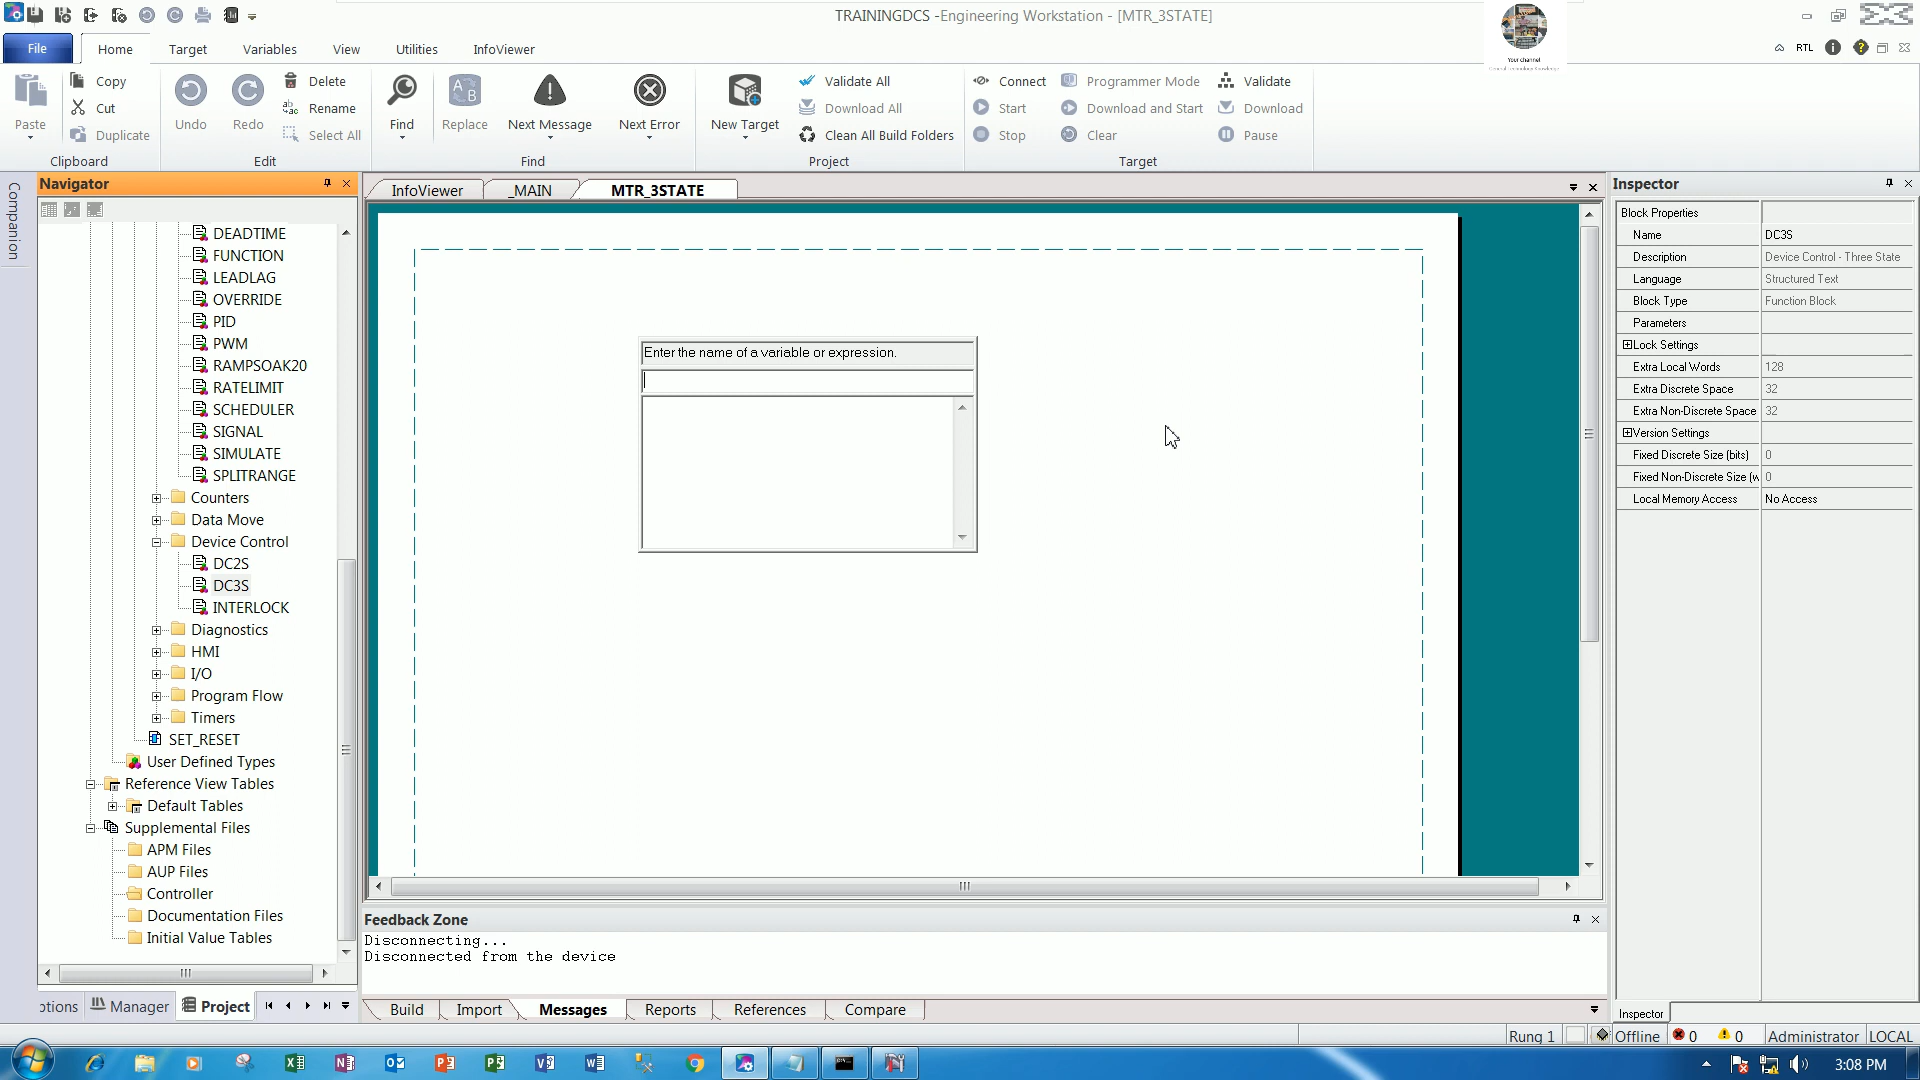 TRAININGDCS -Engineering Workstation - [MTR_3STATE]
Your channel
File
Home
Target
Variables
View
Utilities
InfoViewer
RTL
Paste
Copy
Cut
Duplicate
Clipboard
Undo
Redo
Delete
Rename
Select All
Edit
Find
Replace
Next Message
Next Error
Find
New Target
Validate All
Download All
Clean All Build Folders
Project
Connect
Start
Stop
Programmer Mode
Download and Start
Clear
Validate
Download
Pause
Target
Companion
Navigator
DEADTIME
FUNCTION
LEADLAG
OVERRIDE
PID
PWM
RAMPSOAK20
RATELIMIT
SCHEDULER
SIGNAL
SIMULATE
SPLITRANGE
Counters
Data Move
Device Control
DC2S
DC3S
INTERLOCK
Diagnostics
HMI
I/O
Program Flow
Timers
SET_RESET
User Defined Types
Reference View Tables
Default Tables
Supplemental Files
APM Files
AUP Files
Controller
Documentation Files
Initial Value Tables
otions
Manager
Project
InfoViewer
_MAIN
MTR_3STATE
Enter the name of a variable or expression.
Feedback Zone
Disconnecting...
Disconnected from the device
Build
Import
Messages
Reports
References
Compare
Inspector
Block Properties
Name DC3S
Description Device Control - Three State
Language Structured Text
Block Type Function Block
Parameters
Lock Settings
Extra Local Words 128
Extra Discrete Space 32
Extra Non-Discrete Space 32
Version Settings
Fixed Discrete Size (bits) 0
Fixed Non-Discrete Size (w 0
Local Memory Access No Access
Inspector
Rung 1
Offline
0
0
Administrator
LOCAL
3:08 PM